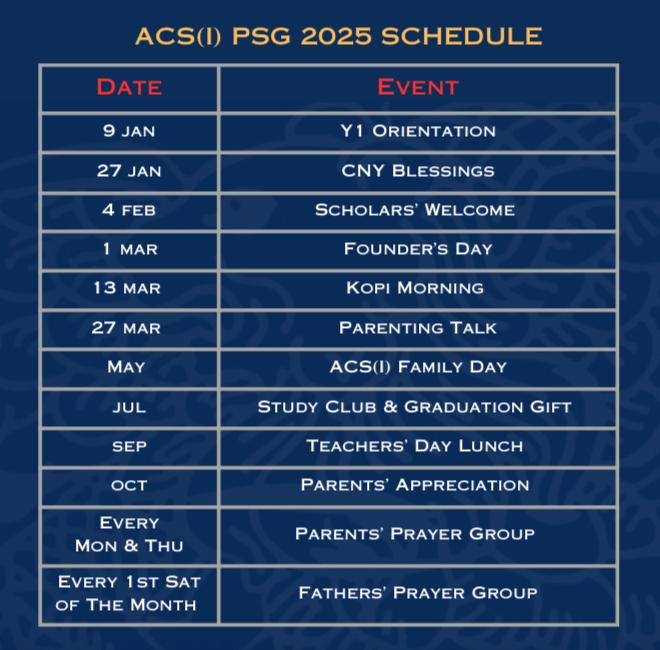 ACS(I) PSG 2025 SCHEDULE
DATE EVENT
9 JAN Y1 ORIENTATION
27 JAN CNY BLESSINGS
4 FEB SCHOLARS' WELCOME
1 MAR FOUNDER'S DAY
13 MAR KOPI MORNING
27 MAR PARENTING TALK
MAY ACS(I) FAMILY DAY
JUL STUDY CLUB & GRADUATION GIFT
SEP TEACHERS' DAY LUNCH
OCT PARENTS' APPRECIATION
EVERY
MON & THU PARENTS' PRAYER GROUP
EVERY 1ST SAT
OF THE MONTH FATHERS' PRAYER GROUP